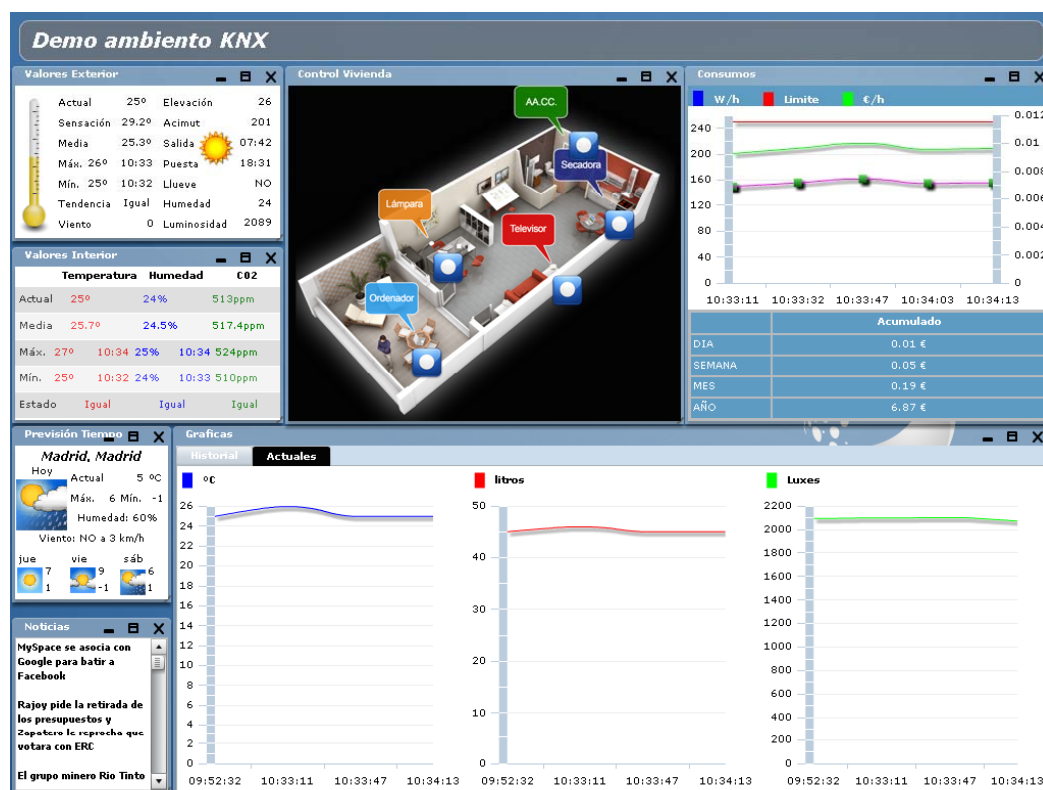 Demo ambiento KNX
Valores Exterior
Actual 25º Elevación 26
Sensación 29.2º Acimut 201
Media 25.3º Salida 07:42
Máx. 26º 10:33 Puesta 18:31
Mín. 25º 10:32 Llueve NO
Tendencia Igual Humedad 24
Viento 0 Luminosidad 2089
Valores Interior
Temperatura Humedad CO2
Actual 25º 24% 513ppm
Media 25.7º 24.5% 517.4ppm
Máx. 27º 10:34 25% 10:34 524ppm
Mín. 25º 10:32 24% 10:33 510ppm
Estado Igual Igual Igual
Control Vivienda
AA.CC.
Secadora
Lámpara
Televisor
Ordenador
Consumos
W/h Limite €/h
240
200
160
120
80
40
0
0.012
0.01
0.008
0.006
0.004
0.002
0
10:33:11 10:33:32 10:33:47 10:34:03 10:34:13
Acumulado
DIA 0.01 €
SEMANA 0.05 €
MES 0.19 €
AÑO 6.87 €
Previsión Tiempo
Madrid, Madrid
Hoy
Actual 5 ºC
Máx. 6 Mín. -1
Humedad: 60%
Viento: NO a 3 km/h
jue vie sáb
7 9 6
1 -1 1
Noticias
MySpace se asocia con
Google para batir a
Facebook
Rajoy pide la retirada de
los presupuestos y
Zapatero le reprocha que
votara con ERC
El grupo minero Rio Tinto
Graficas
Historial Actuales
ºC
26
24
22
20
18
16
14
12
10
8
6
4
2
0
09:52:32 10:33:11 10:33:47 10:34:13
litros
50
40
30
20
10
0
09:52:32 10:33:11 10:33:47 10:34:13
Luxes
2200
2000
1800
1600
1400
1200
1000
800
600
400
200
0
09:52:32 10:33:11 10:33:47 10:34:13